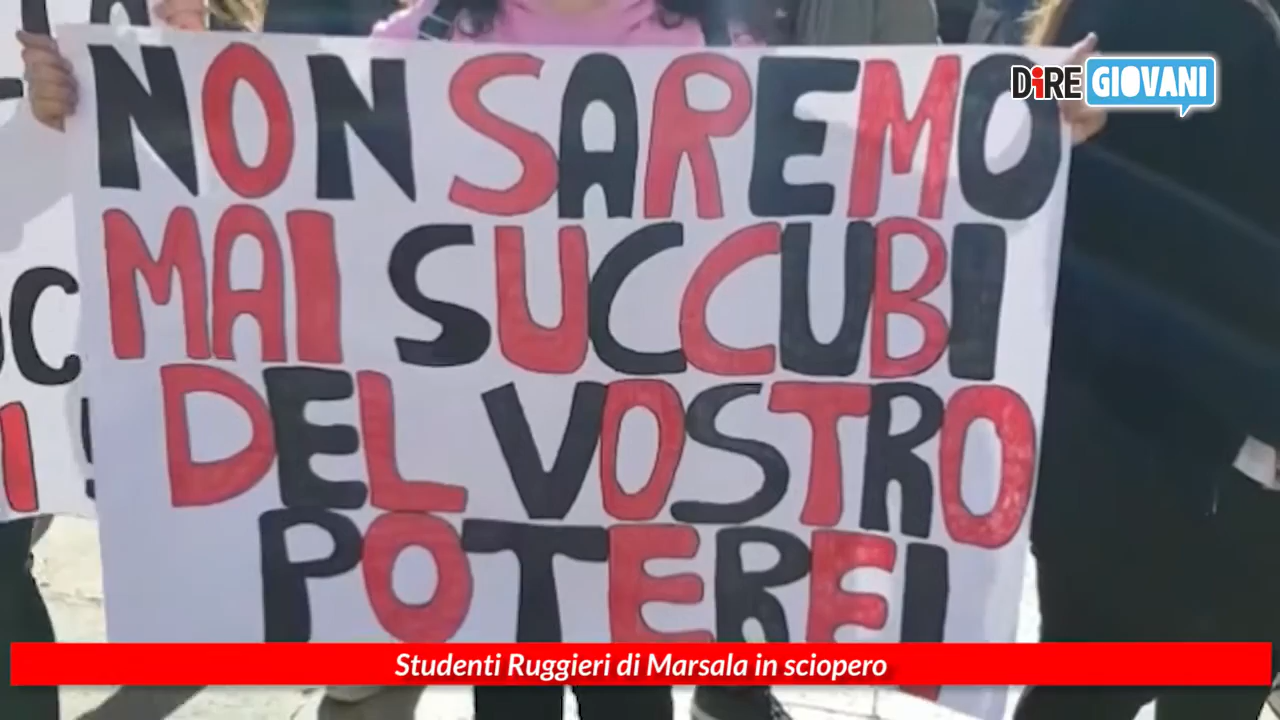 NON SAREMO
MAI SUCCUBI
DEL VOSTRO
POTERE!
DiRE GIOVANI
Studenti Ruggieri di Marsala in sciopero